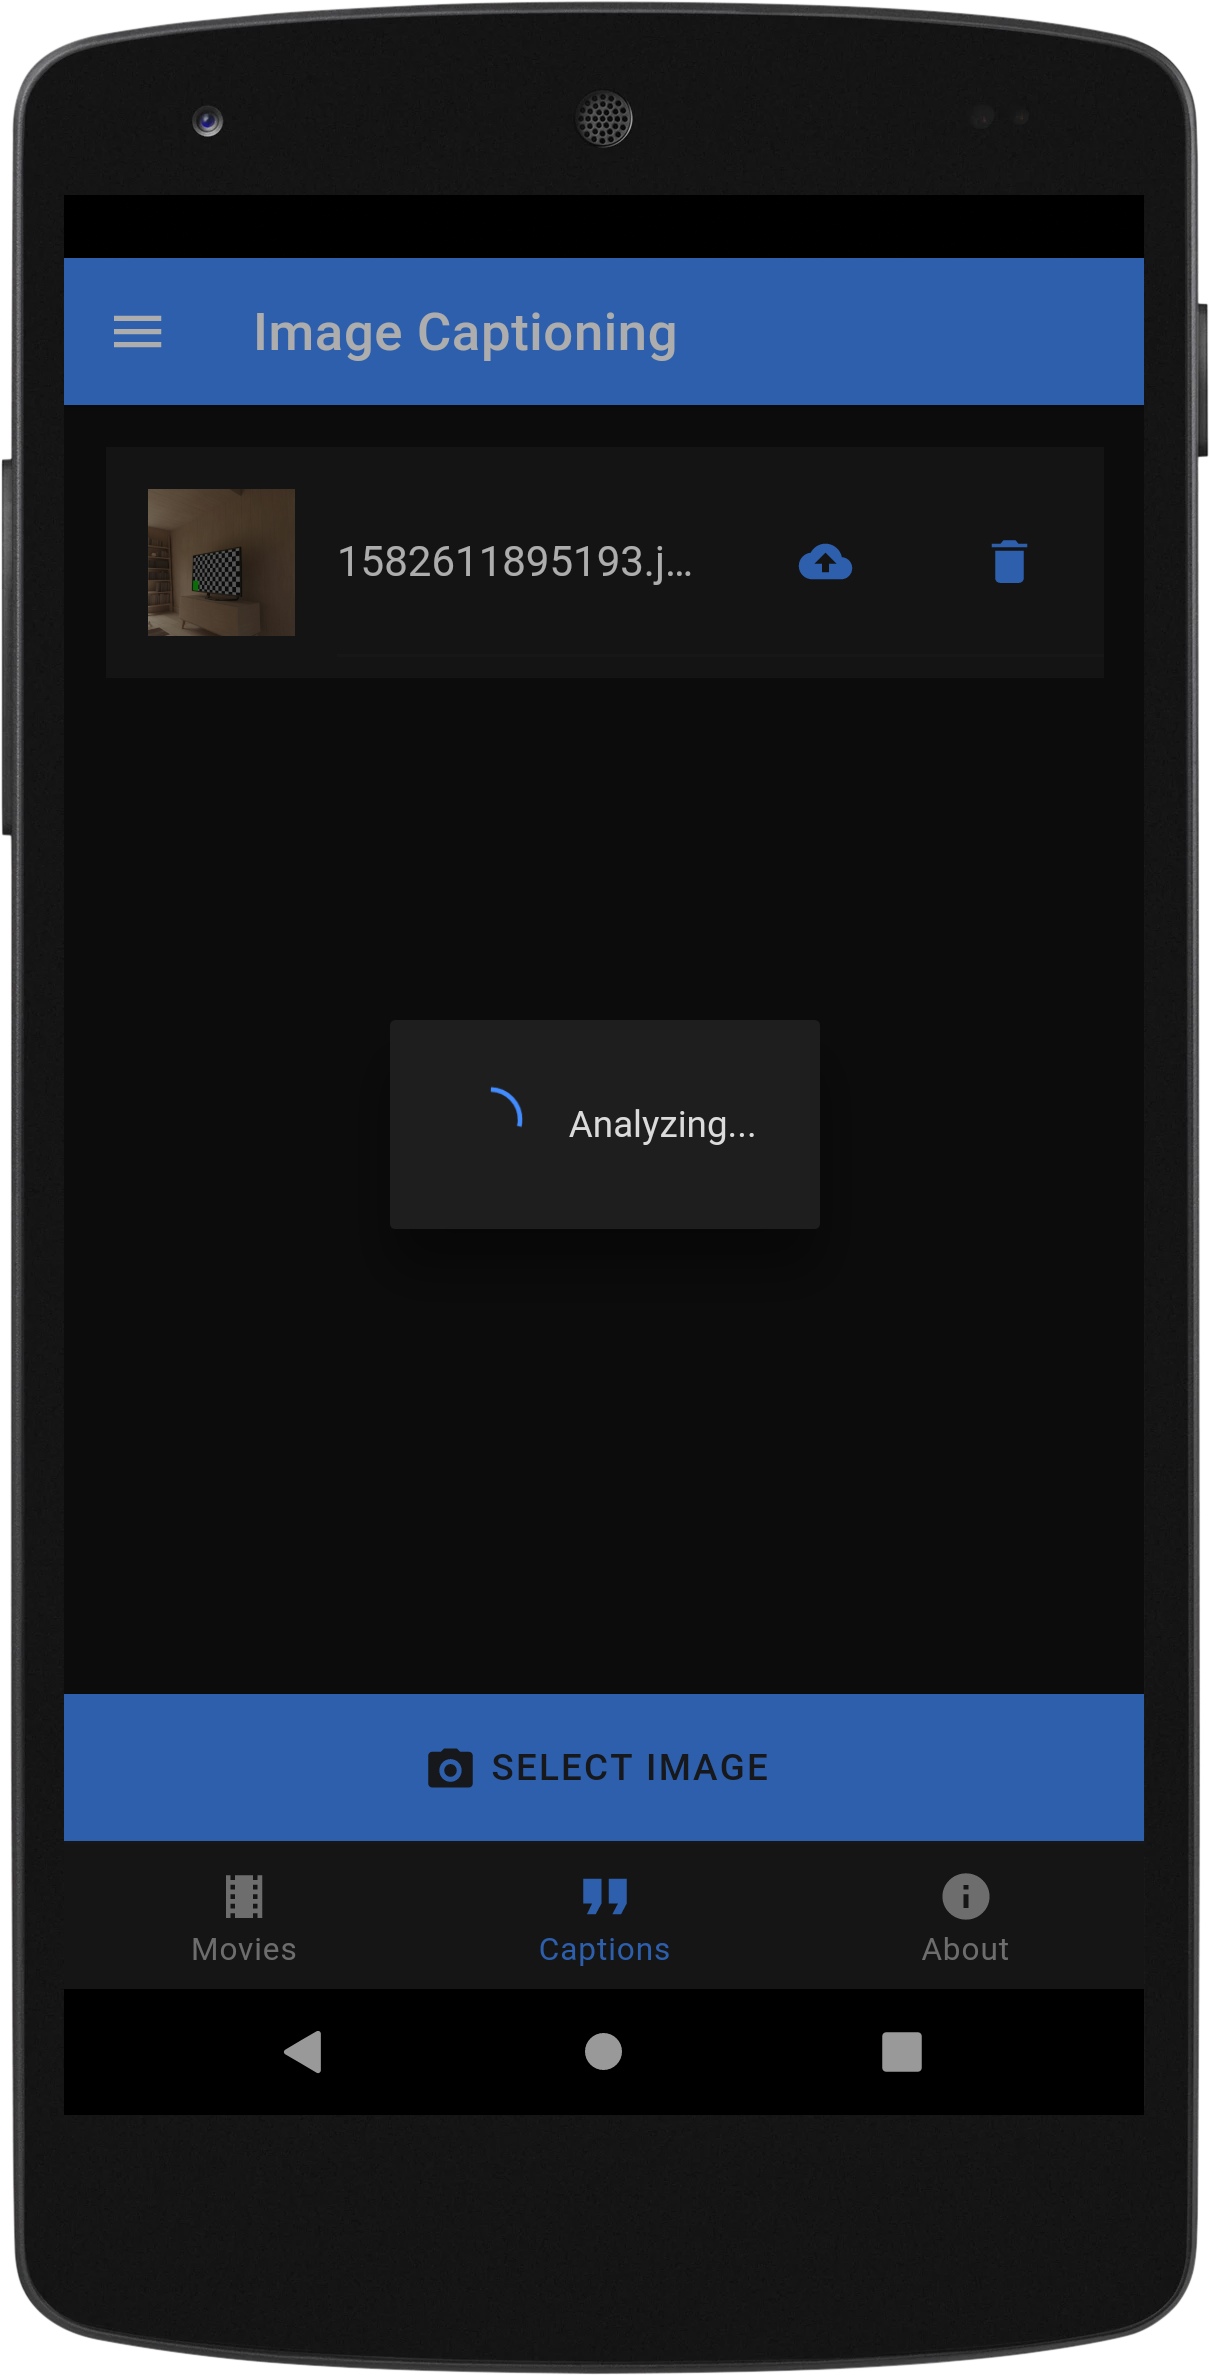 Image Captioning
1582611895193.j...
Analyzing...
SELECT IMAGE
Movies
Captions
About